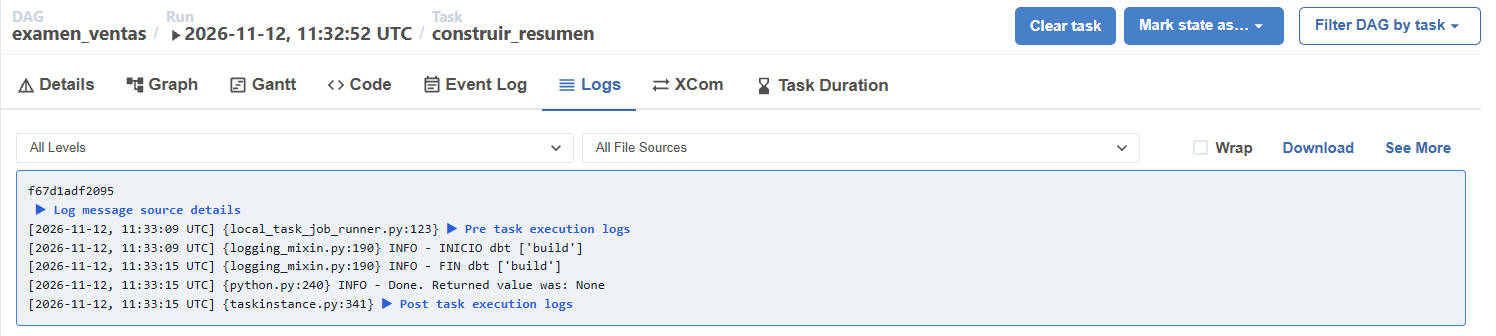 DAG Run Task
examen_ventas / ▶ 2026-11-12, 11:32:52 UTC / construir_resumen
Clear task Mark state as... Filter DAG by task
Details Graph Gantt <> Code Event Log Logs XCom Task Duration
All Levels All File Sources Wrap Download See More
f67d1adf2095
▶ Log message source details
[2026-11-12, 11:33:09 UTC] {local_task_job_runner.py:123} ▶ Pre task execution logs
[2026-11-12, 11:33:09 UTC] {logging_mixin.py:190} INFO - INICIO dbt ['build']
[2026-11-12, 11:33:15 UTC] {logging_mixin.py:190} INFO - FIN dbt ['build']
[2026-11-12, 11:33:15 UTC] {python.py:240} INFO - Done. Returned value was: None
[2026-11-12, 11:33:15 UTC] {taskinstance.py:341} ▶ Post task execution logs